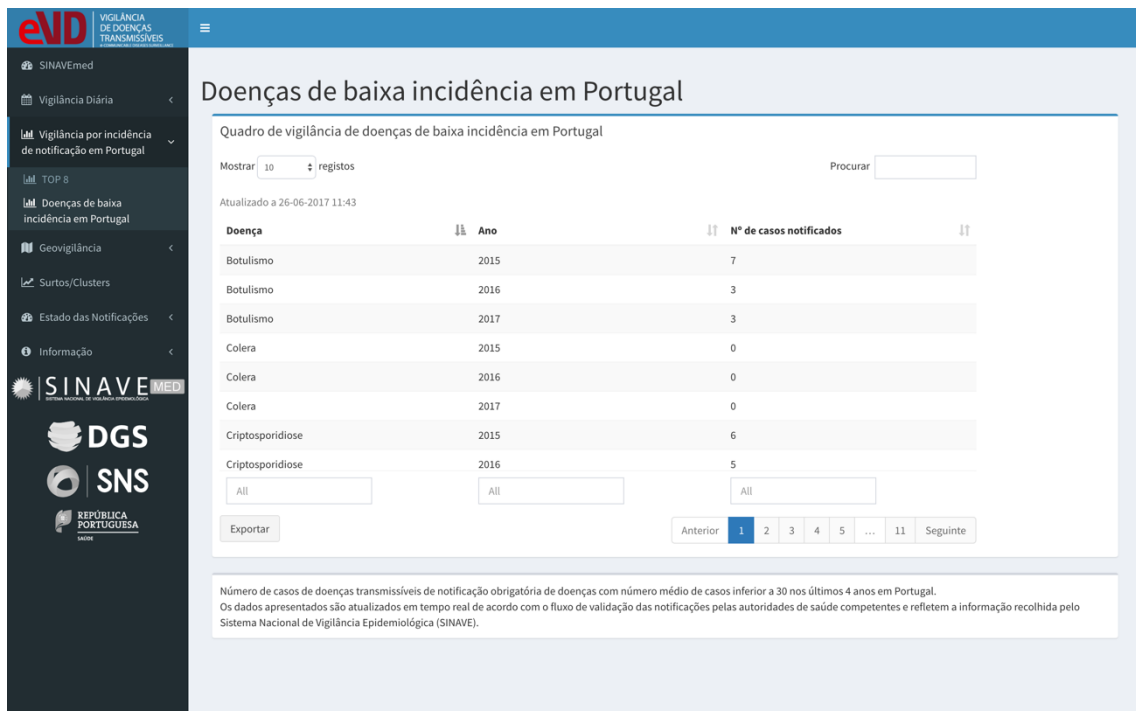 eVD
VIGILÂNCIA
DE DOENÇAS
TRANSMISSÍVEIS
SINAVEmed
Vigilância Diária
Vigilância por incidência
de notificação em Portugal
TOP 8
Doenças de baixa
incidência em Portugal
Geovigilância
Surtos/Clusters
Estado das Notificações
Informação
SINAVE MED
SISTEMA NACIONAL DE VIGILÂNCIA EPIDEMIOLÓGICA
DGS
SNS
REPÚBLICA
PORTUGUESA
SAÚDE
Doenças de baixa incidência em Portugal
Quadro de vigilância de doenças de baixa incidência em Portugal
Mostrar 10 registos Procurar
Atualizado a 26-06-2017 11:43
Doença Ano Nº de casos notificados
Botulismo 2015 7
Botulismo 2016 3
Botulismo 2017 3
Colera 2015 0
Colera 2016 0
Colera 2017 0
Criptosporidiose 2015 6
Criptosporidiose 2016 5
All All All
Exportar Anterior 1 2 3 4 5 ... 11 Seguinte
Número de casos de doenças transmissíveis de notificação obrigatória de doenças com número médio de casos inferior a 30 nos últimos 4 anos em Portugal.
Os dados apresentados são atualizados em tempo real de acordo com o fluxo de validação das notificações pelas autoridades de saúde competentes e refletem a informação recolhida pelo
Sistema Nacional de Vigilância Epidemiológica (SINAVE).